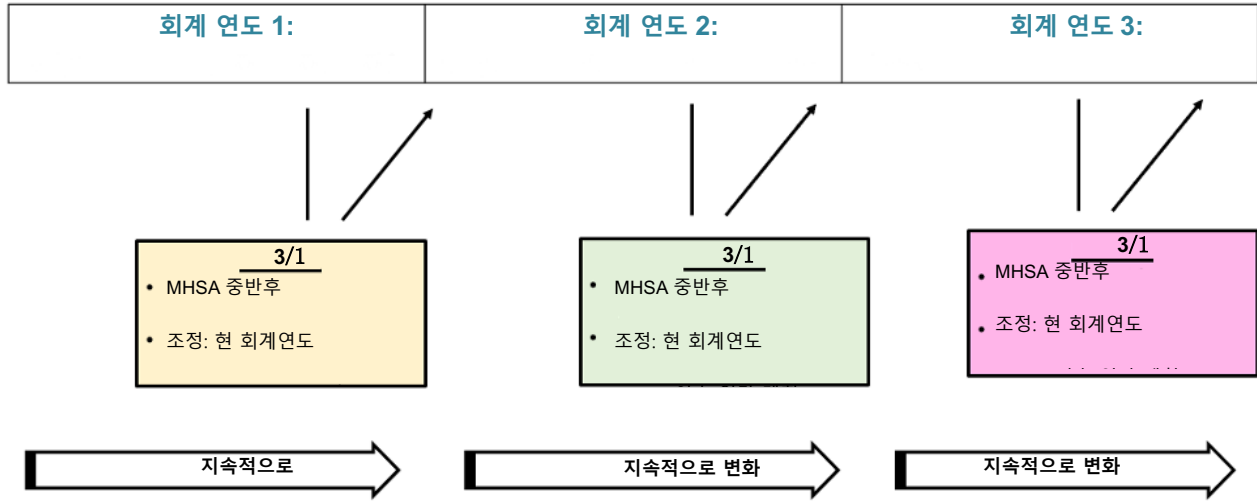 회계 연도 1:
회계 연도 2:
회계 연도 3:
3/1
• MHSA 중반후
• 조정: 현 회계연도
3/1
• MHSA 중반후
• 조정: 현 회계연도
3/1
• MHSA 중반후
• 조정: 현 회계연도
지속적으로
지속적으로 변화
지속적으로 변화